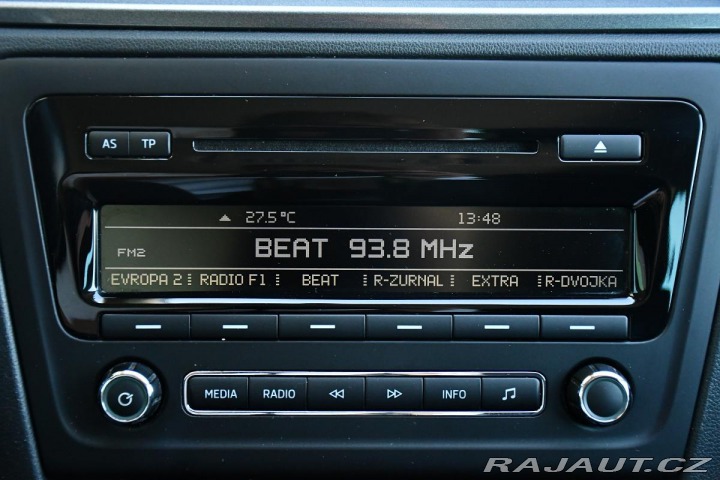 AS TP
27.5°C 13:48
FM2 BEAT 93.8 MHz
EVROPA 2 RADIO F1 BEAT R-ZURNAL EXTRA R-DVOJKA
MEDIA RADIO INFO
RAJAUT.CZ